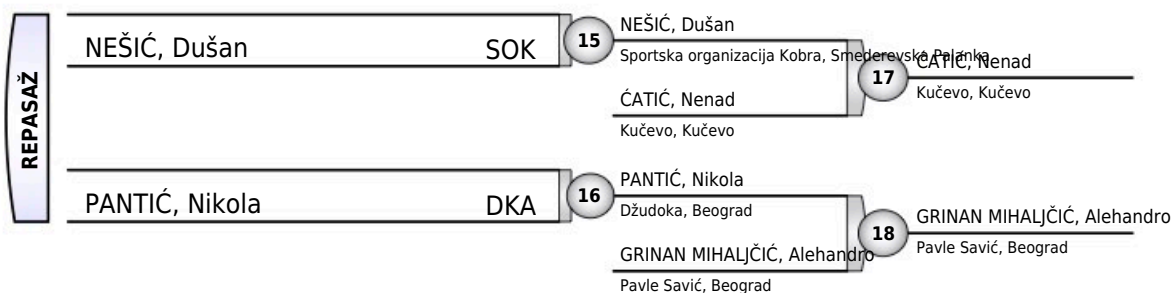 REPASAŽ
NEŠIĆ, Dušan SOK
15
NEŠIĆ, Dušan
Sportska organizacija Kobra, Smederevska Palanka
ĆATIĆ, Nenad
Kučevo, Kučevo
17
ĆATIĆ, Nenad
Kučevo, Kučevo
PANTIĆ, Nikola DKA
16
PANTIĆ, Nikola
Džudoka, Beograd
GRINAN MIHALJČIĆ, Alehandro
Pavle Savić, Beograd
18
GRINAN MIHALJČIĆ, Alehandro
Pavle Savić, Beograd